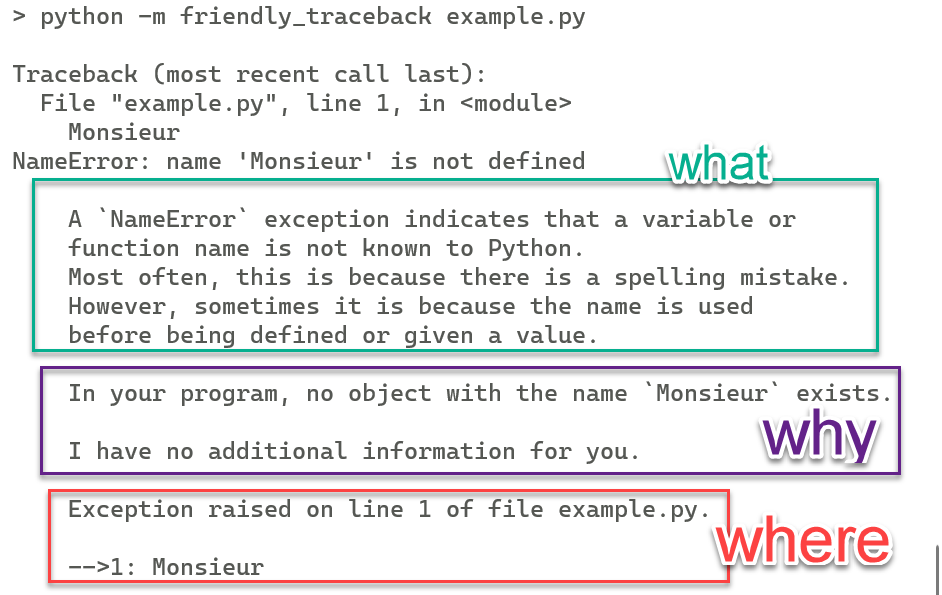 > python -m friendly_traceback example.py
Traceback (most recent call last):
  File "example.py", line 1, in <module>
    Monsieur
NameError: name 'Monsieur' is not defined
what
    A `NameError` exception indicates that a variable or
    function name is not known to Python.
    Most often, this is because there is a spelling mistake.
    However, sometimes it is because the name is used
    before being defined or given a value.
    In your program, no object with the name `Monsieur` exists.
why
    I have no additional information for you.
    Exception raised on line 1 of file example.py.
where
    -->1: Monsieur